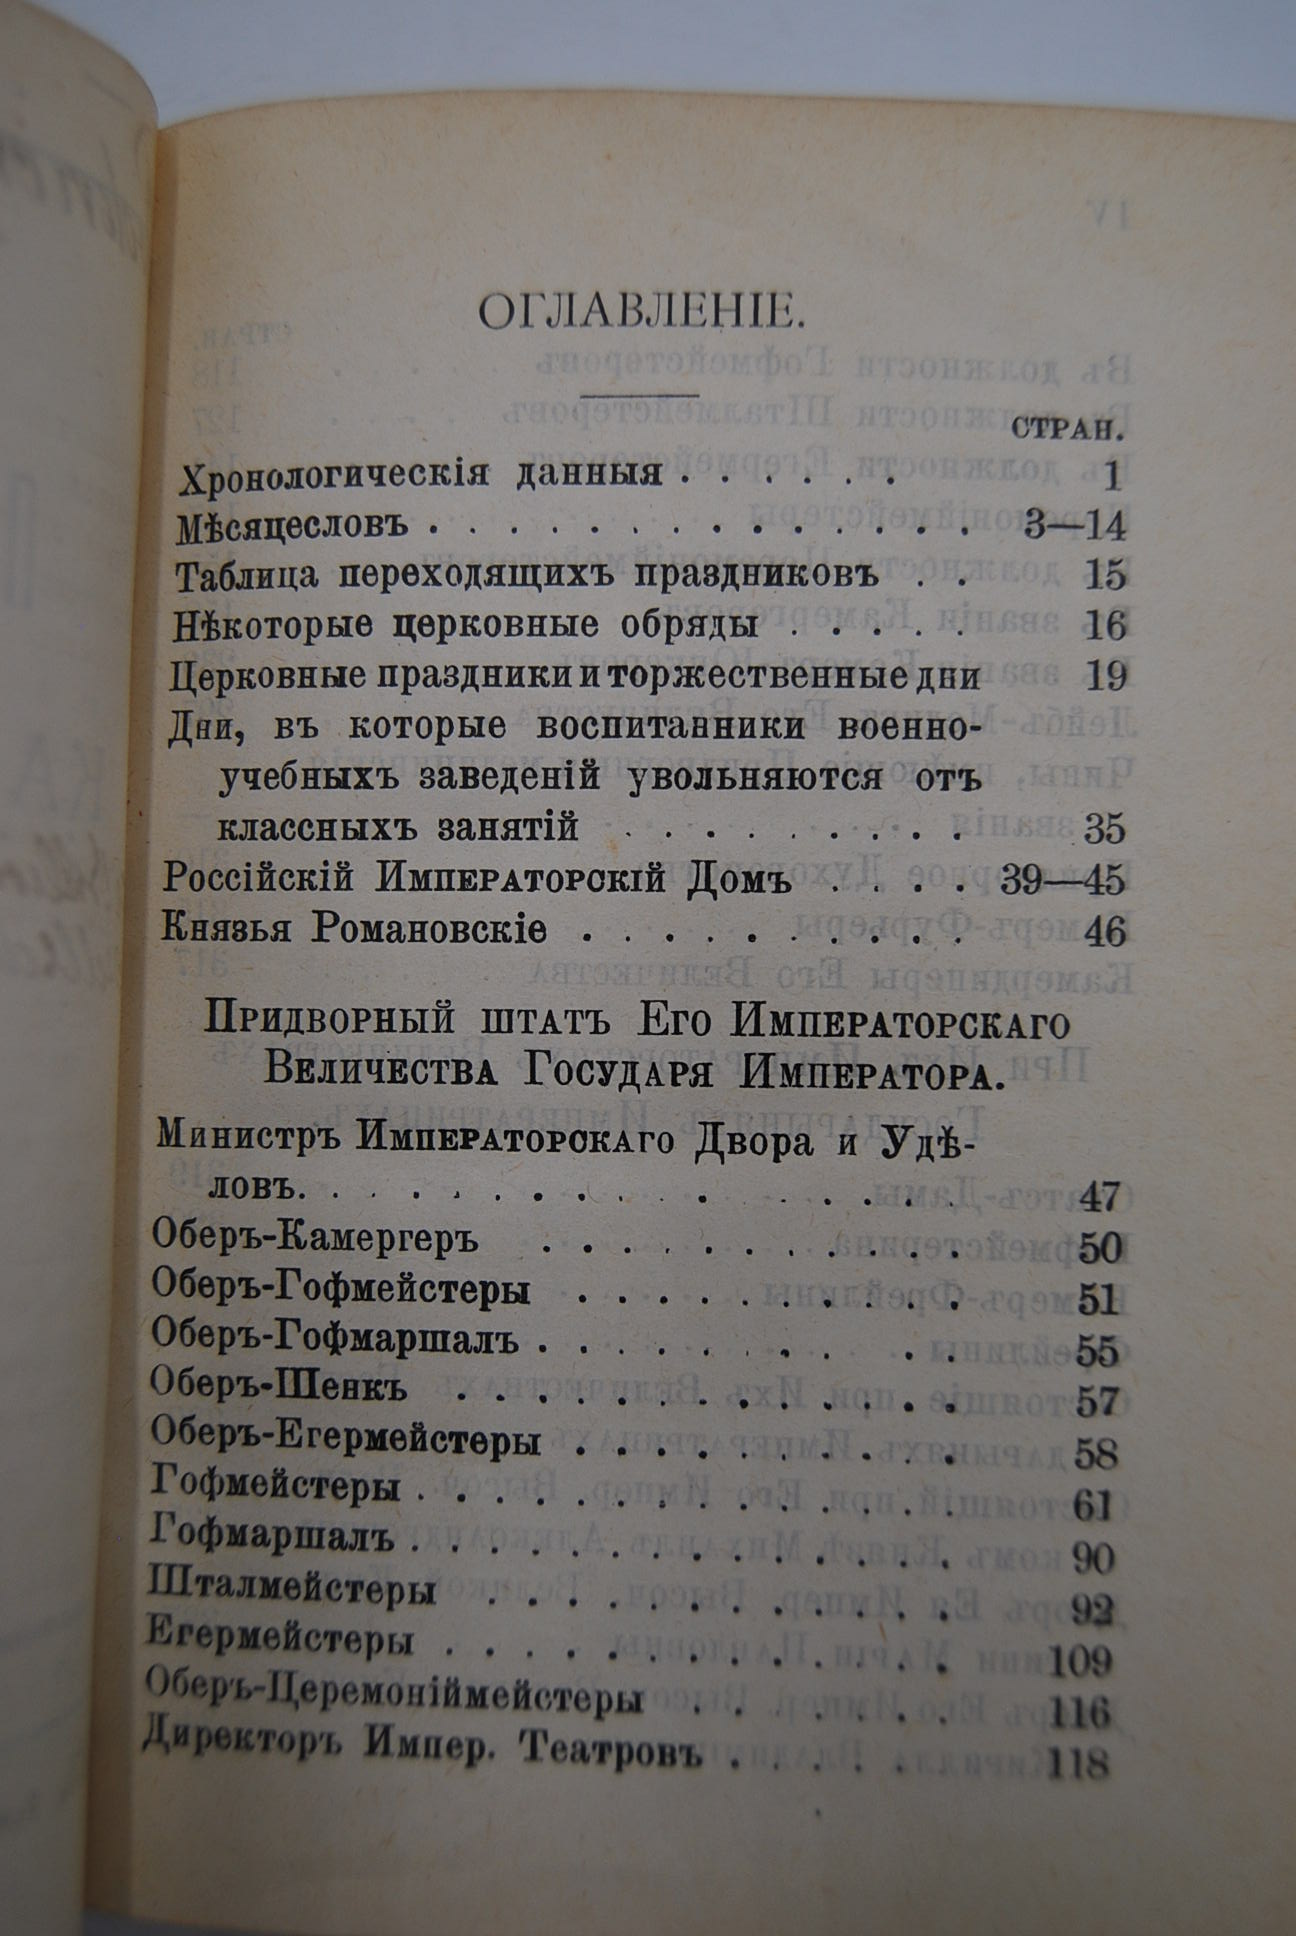 ОГЛАВЛЕНІЕ.
СТРАН.
Хронологическія данныя . . . . . . 1
Мѣсяцесловъ . . . . . . . . . . . . . . 3—14
Таблица переходящихъ праздниковъ . . 15
Нѣкоторые церковные обряды . . . . . 16
Церковные праздники и торжественные дни 19
Дни, въ которые воспитанники военно-
учебныхъ заведеній увольняются отъ
классныхъ занятій . . . . . . . . . 35
Россійскій Императорскій Домъ . . . . 39—45
Князья Романовскіе . . . . . . . . . . 46
Придворный штатъ Его Императорскаго
Величества Государя Императора.
Министръ Императорскаго Двора и Удѣ-
ловъ. . . . . . . . . . . . . . . . 47
Оберъ-Камергеръ . . . . . . . . . . . 50
Оберъ-Гофмейстеры . . . . . . . . . . 51
Оберъ-Гофмаршалъ . . . . . . . . . . 55
Оберъ-Шенкъ . . . . . . . . . . . . . 57
Оберъ-Егермейстеры . . . . . . . . . . 58
Гофмейстеры . . . . . . . . . . . . . . 61
Гофмаршалъ . . . . . . . . . . . . . . 90
Шталмейстеры . . . . . . . . . . . . 92
Егермейстеры . . . . . . . . . . . . . 109
Оберъ-Церемоніймейстеры . . . . . . 116
Директоръ Импер. Театровъ . . . . . 118